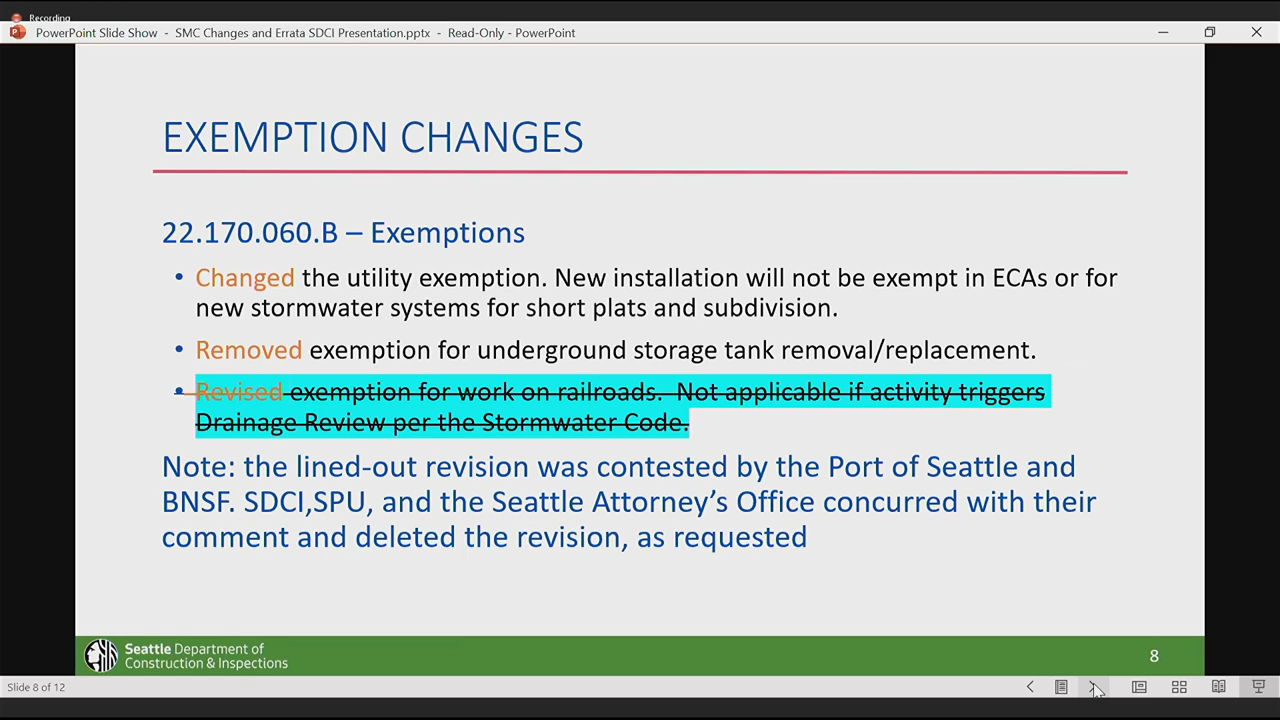 Recording
PowerPoint Slide Show - SMC Changes and Errata SDCI Presentation.pptx - Read-Only - PowerPoint
EXEMPTION CHANGES
22.170.060.B – Exemptions
• Changed the utility exemption. New installation will not be exempt in ECAs or for
new stormwater systems for short plats and subdivision.
• Removed exemption for underground storage tank removal/replacement.
• Revised exemption for work on railroads. Not applicable if activity triggers
Drainage Review per the Stormwater Code.
Note: the lined-out revision was contested by the Port of Seattle and
BNSF. SDCI,SPU, and the Seattle Attorney’s Office concurred with their
comment and deleted the revision, as requested
Seattle Department of
Construction & Inspections
8
Slide 8 of 12